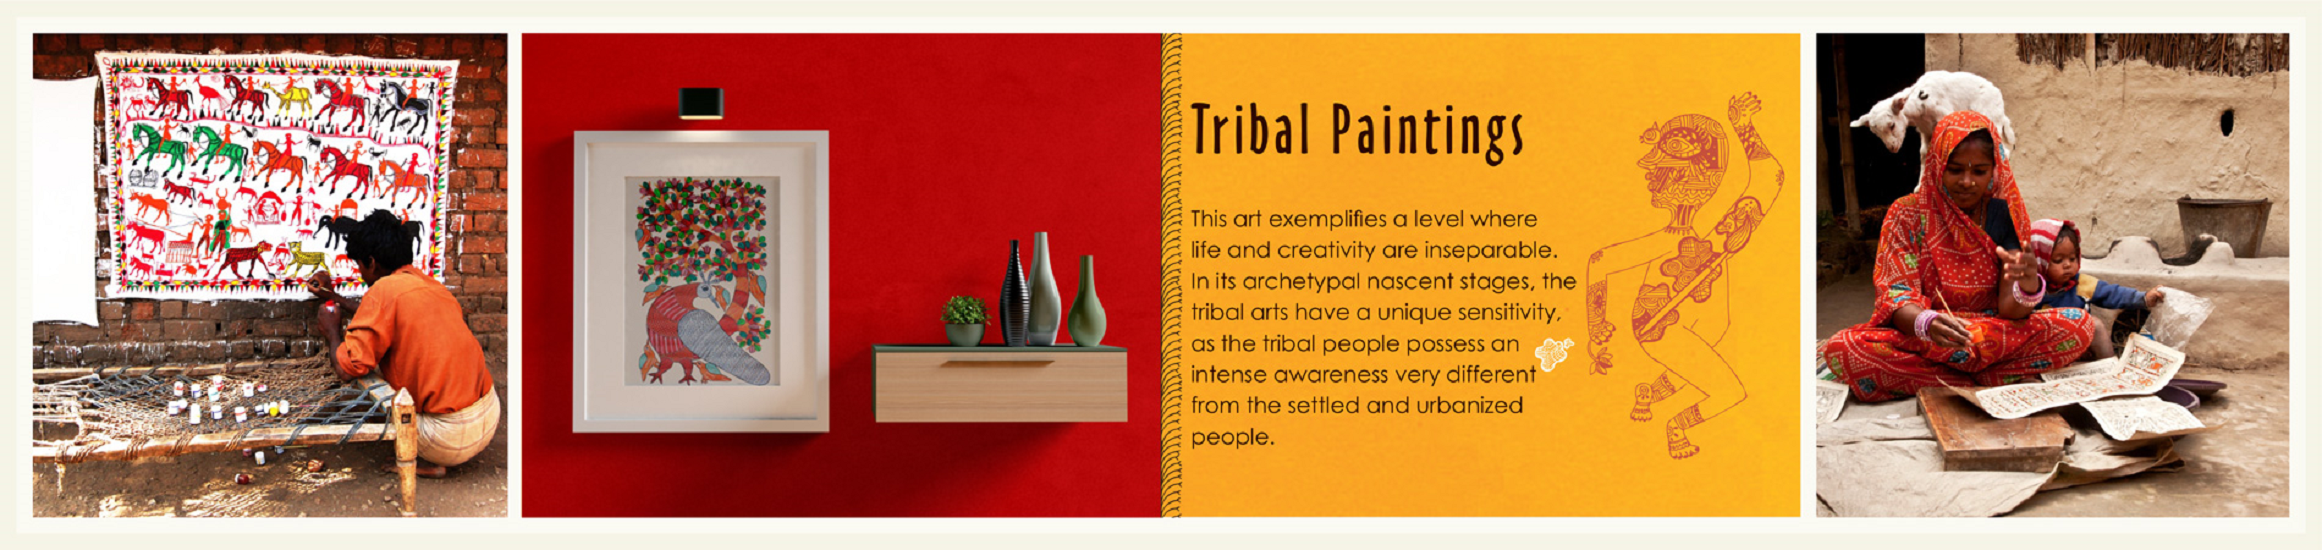 Tribal Paintings
This art exemplifies a level where
life and creativity are inseparable.
In its archetypal nascent stages, the
tribal arts have a unique sensitivity,
as the tribal people possess an
intense awareness very different
from the settled and urbanized
people.